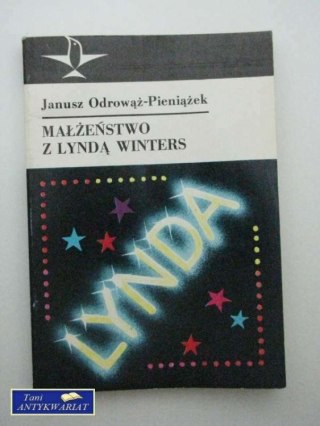 Janusz Odrowąż-Pieniążek
MAŁŻEŃSTWO
Z LYNDĄ WINTERS
LYNDA
Tani
ANTYKWARIAT